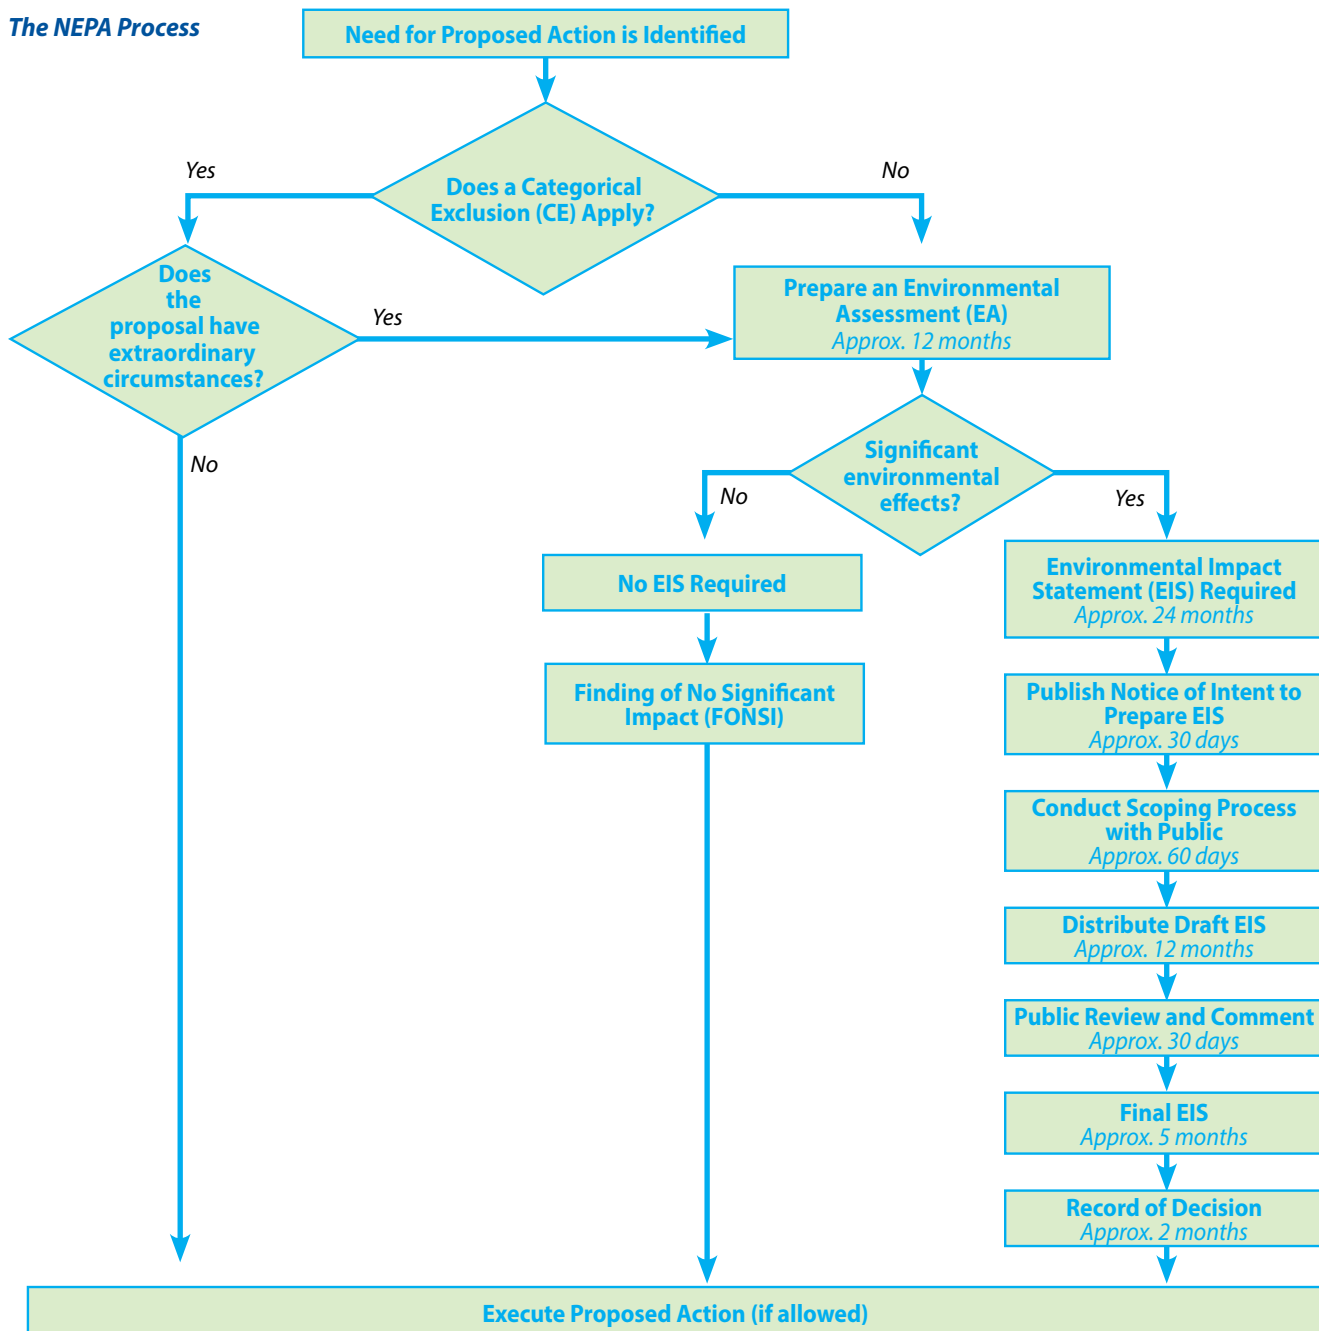 The NEPA Process
Need for Proposed Action is Identified
Yes
No
Does a Categorical
Exclusion (CE) Apply?
Does
the
proposal have
extraordinary
circumstances?
Yes
Prepare an Environmental
Assessment (EA)
Approx. 12 months
No
Significant
environmental
effects?
No
Yes
No EIS Required
Environmental Impact
Statement (EIS) Required
Approx. 24 months
Finding of No Significant
Impact (FONSI)
Publish Notice of Intent to
Prepare EIS
Approx. 30 days
Conduct Scoping Process
with Public
Approx. 60 days
Distribute Draft EIS
Approx. 12 months
Public Review and Comment
Approx. 30 days
Final EIS
Approx. 5 months
Record of Decision
Approx. 2 months
Execute Proposed Action (if allowed)